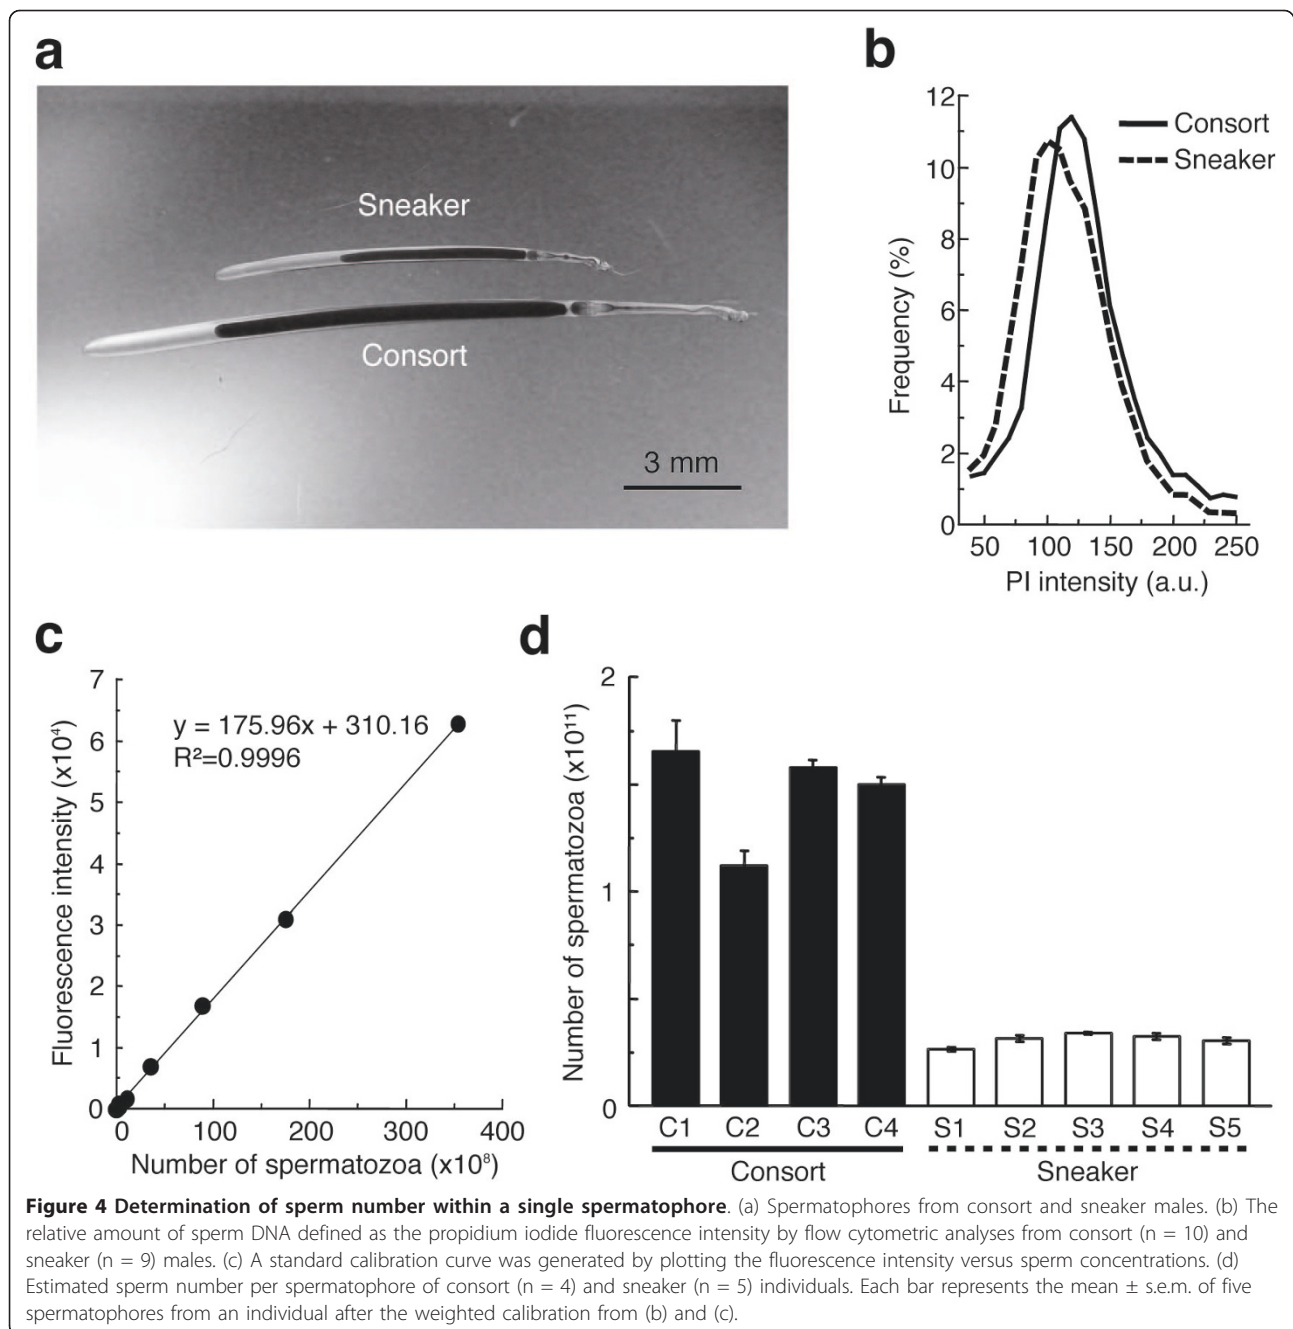 a
Sneaker
Consort
3 mm
b
12
10
8
6
4
2
0
Frequency (%)
Consort
Sneaker
50 100 150 200 250
PI intensity (a.u.)
c
7
6
5
4
3
2
1
0
Fluorescence intensity (x10⁴)
y = 175.96x + 310.16
R²=0.9996
0 100 200 300 400
Number of spermatozoa (x10⁸)
d
2
1
0
Number of spermatozoa (x10¹¹)
C1 C2 C3 C4 S1 S2 S3 S4 S5
Consort Sneaker
Figure 4 Determination of sperm number within a single spermatophore. (a) Spermatophores from consort and sneaker males. (b) The
relative amount of sperm DNA defined as the propidium iodide fluorescence intensity by flow cytometric analyses from consort (n = 10) and
sneaker (n = 9) males. (c) A standard calibration curve was generated by plotting the fluorescence intensity versus sperm concentrations. (d)
Estimated sperm number per spermatophore of consort (n = 4) and sneaker (n = 5) individuals. Each bar represents the mean ± s.e.m. of five
spermatophores from an individual after the weighted calibration from (b) and (c).